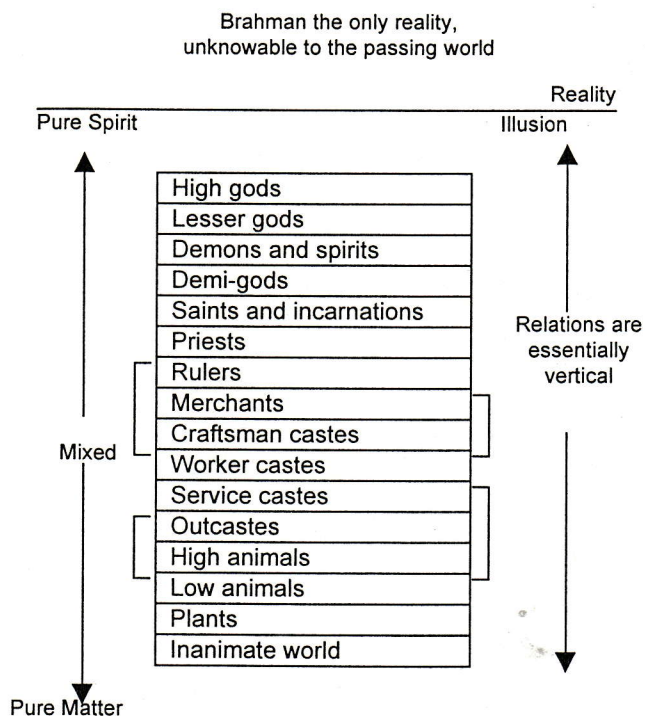 Brahman the only reality,
unknowable to the passing world
Reality
Pure Spirit
Illusion
High gods
Lesser gods
Demons and spirits
Demi-gods
Saints and incarnations
Priests
Rulers
Merchants
Craftsman castes
Worker castes
Service castes
Outcastes
High animals
Low animals
Plants
Inanimate world
Mixed
Relations are
essentially
vertical
Pure Matter